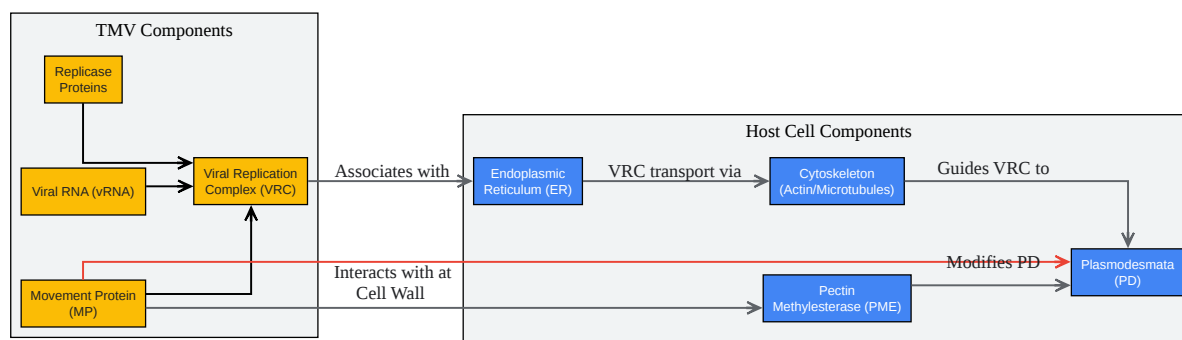 TMV Components
Replicase
Proteins
Viral RNA (vRNA)
Viral Replication
Complex (VRC)
Movement Protein
(MP)
Associates with
Interacts with at
Cell Wall
Host Cell Components
Endoplasmic
Reticulum (ER)
VRC transport via
Cytoskeleton
(Actin/Microtubules)
Guides VRC to
Modifies PD
Pectin
Methylesterase (PME)
Plasmodesmata
(PD)